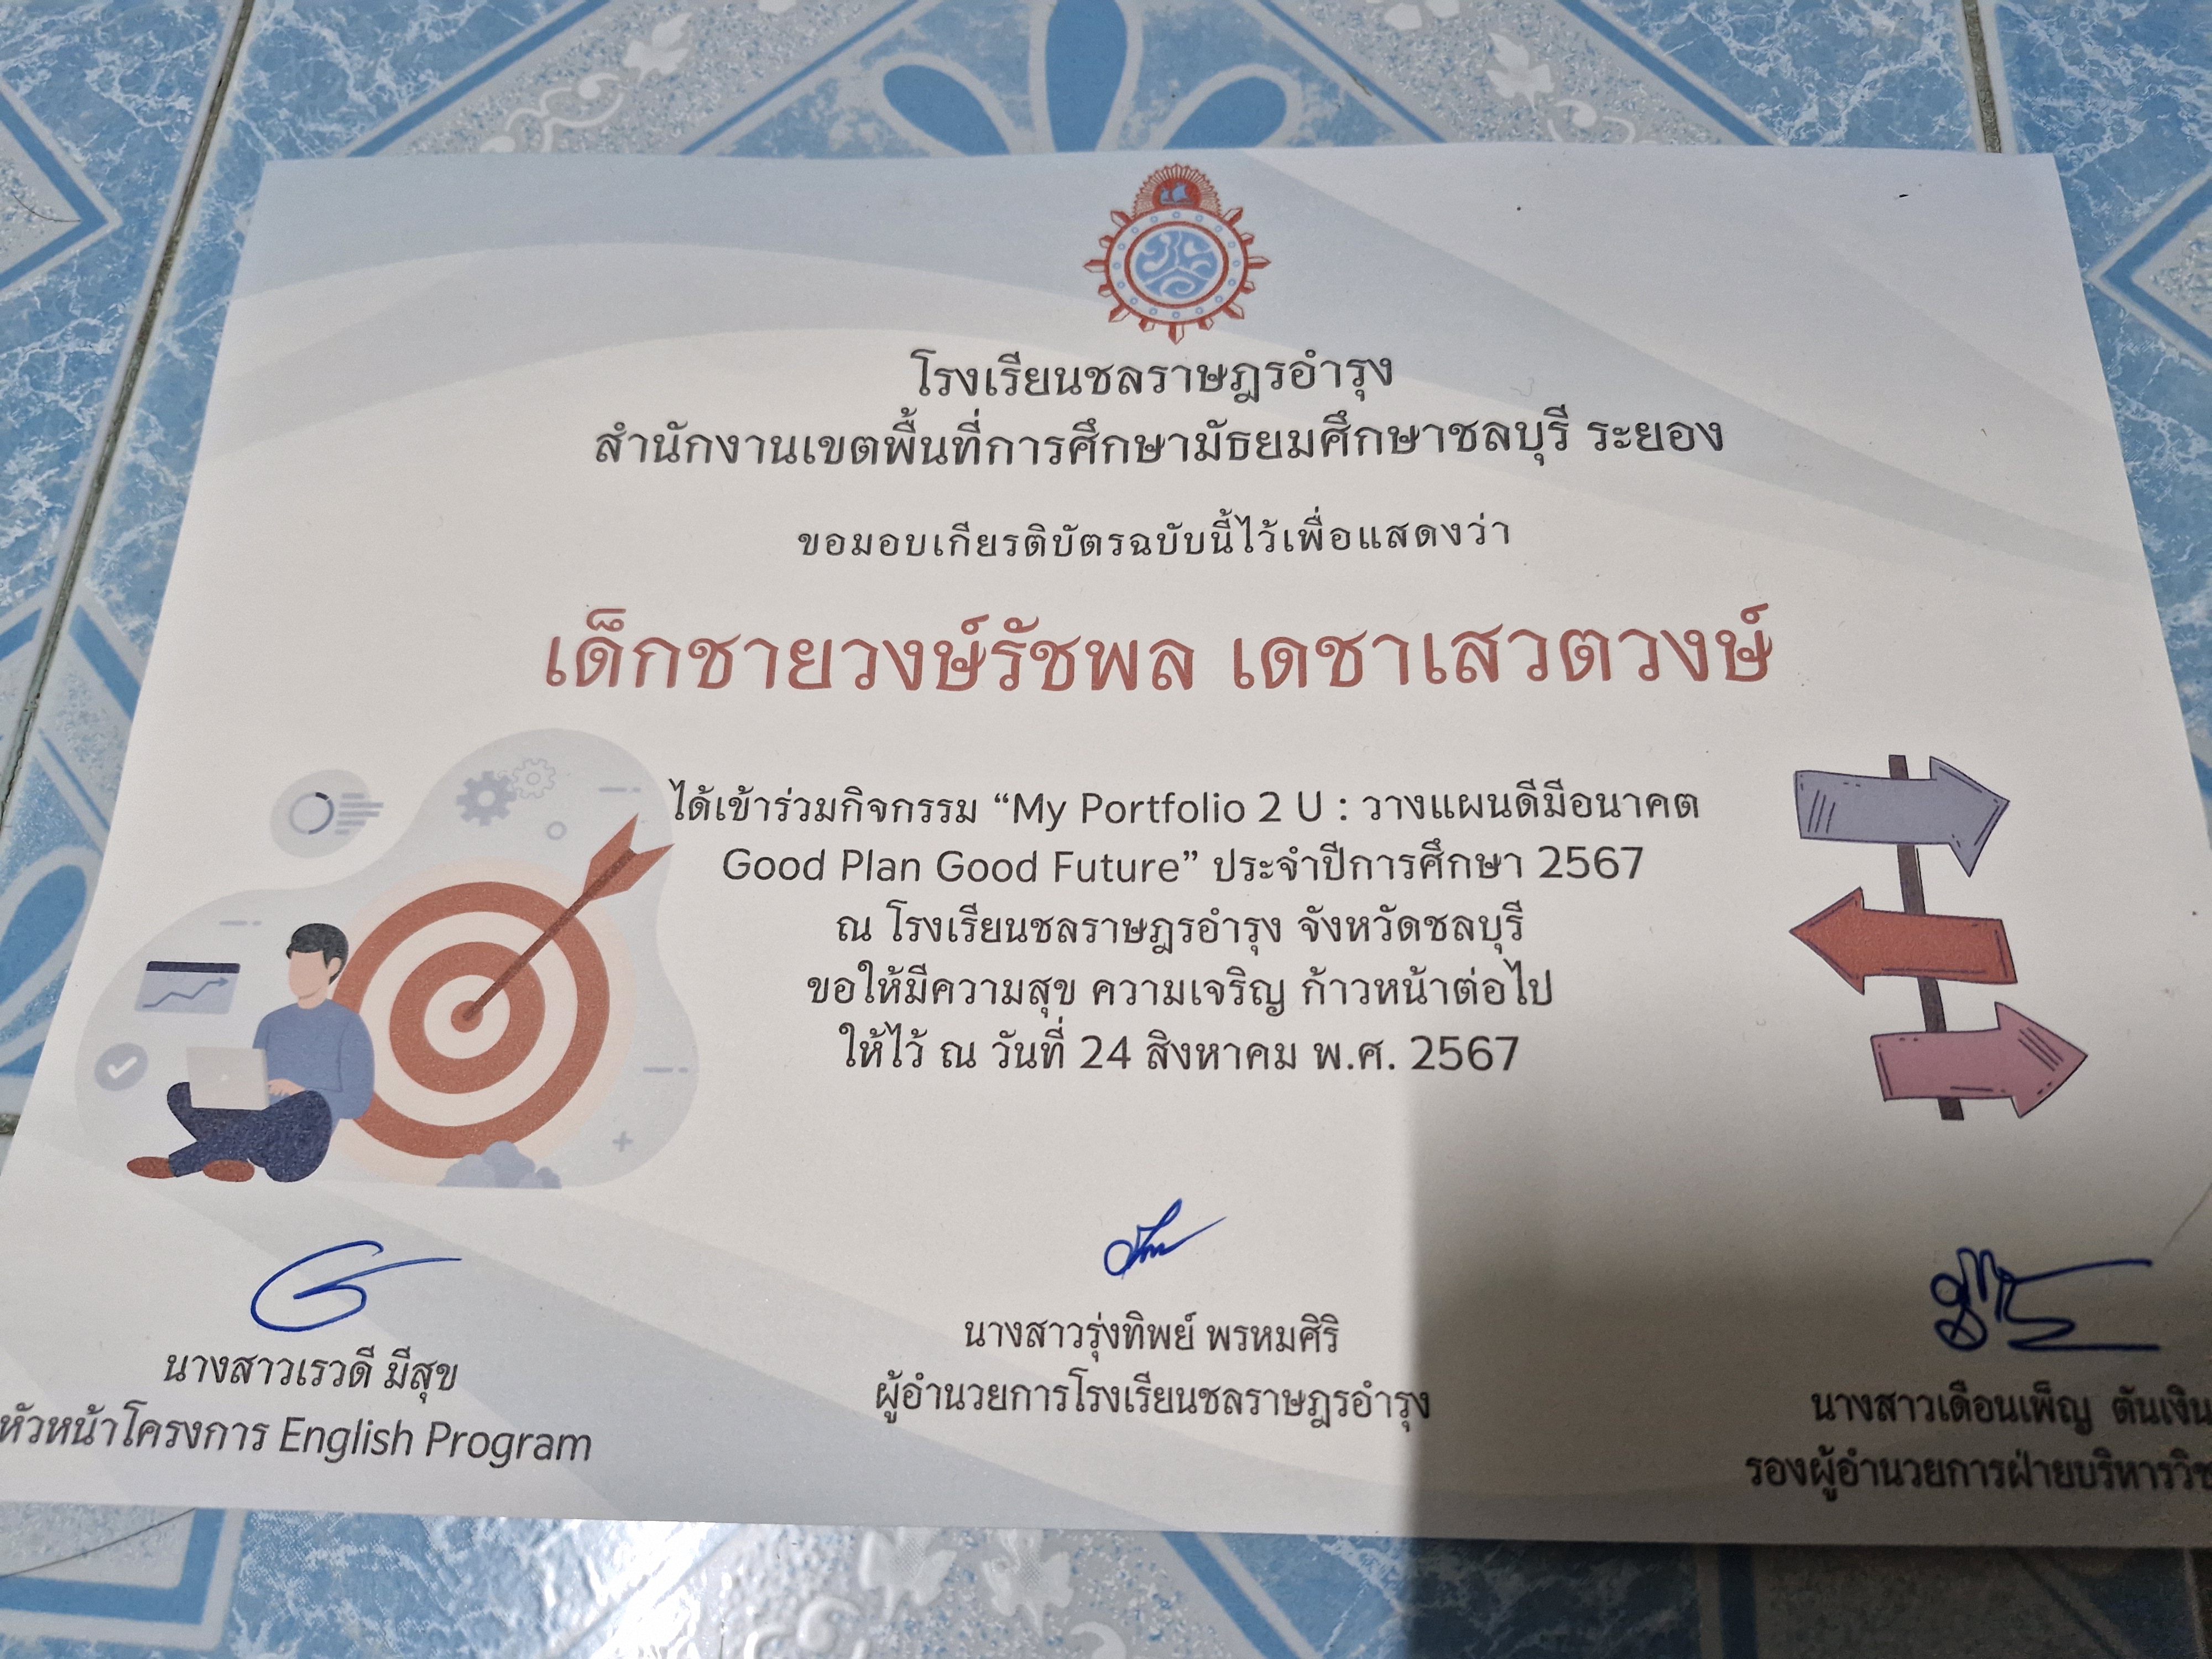 โรงเรียนชลราษฎรอำรุง
สำนักงานเขตพื้นที่การศึกษามัธยมศึกษาชลบุรี ระยอง
ขอมอบเกียรติบัตรฉบับนี้ไว้เพื่อแสดงว่า
เด็กชายวงษ์รัชพล เดชาเสวตวงษ์
ได้เข้าร่วมกิจกรรม “My Portfolio 2 U : วางแผนดีมีอนาคต
Good Plan Good Future” ประจำปีการศึกษา 2567
ณ โรงเรียนชลราษฎรอำรุง จังหวัดชลบุรี
ขอให้มีความสุข ความเจริญ ก้าวหน้าต่อไป
ให้ไว้ ณ วันที่ 24 สิงหาคม พ.ศ. 2567
นางสาวเรวดี มีสุข
หัวหน้าโครงการ English Program
นางสาวรุ่งทิพย์ พรหมศิริ
ผู้อำนวยการโรงเรียนชลราษฎรอำรุง
นางสาวเดือนเพ็ญ ตันเงิน
รองผู้อำนวยการฝ่ายบริหารวิช